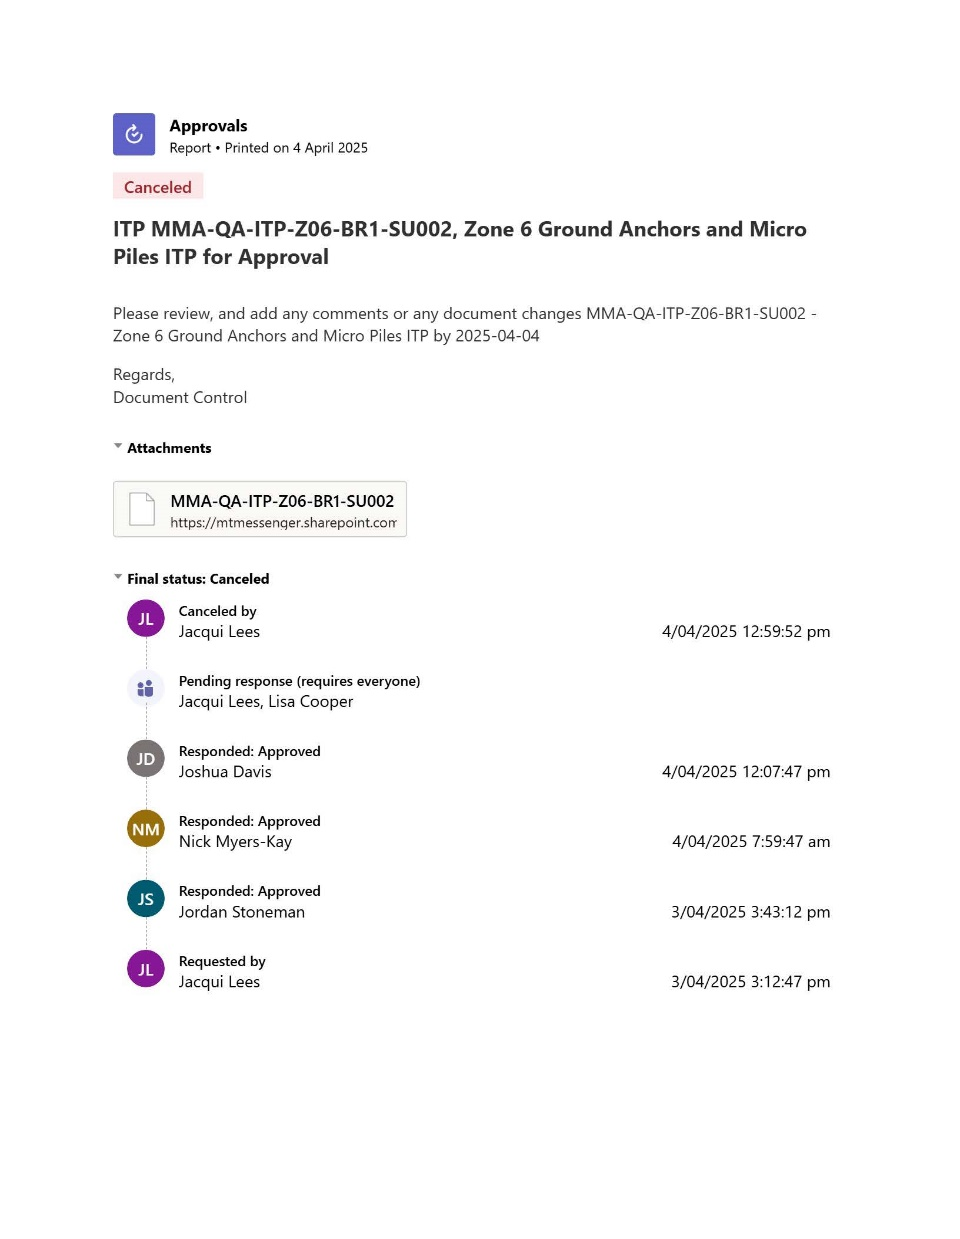 Approvals
Report • Printed on 4 April 2025
Canceled
ITP MMA-QA-ITP-Z06-BR1-SU002, Zone 6 Ground Anchors and Micro
Piles ITP for Approval
Please review, and add any comments or any document changes MMA-QA-ITP-Z06-BR1-SU002 -
Zone 6 Ground Anchors and Micro Piles ITP by 2025-04-04
Regards,
Document Control
Attachments
MMA-QA-ITP-Z06-BR1-SU002
https://mtmessenger.sharepoint.com
Final status: Canceled
JL
Canceled by
Jacqui Lees
4/04/2025 12:59:52 pm
Pending response (requires everyone)
Jacqui Lees, Lisa Cooper
JD
Responded: Approved
Joshua Davis
4/04/2025 12:07:47 pm
NM
Responded: Approved
Nick Myers-Kay
4/04/2025 7:59:47 am
JS
Responded: Approved
Jordan Stoneman
3/04/2025 3:43:12 pm
JL
Requested by
Jacqui Lees
3/04/2025 3:12:47 pm